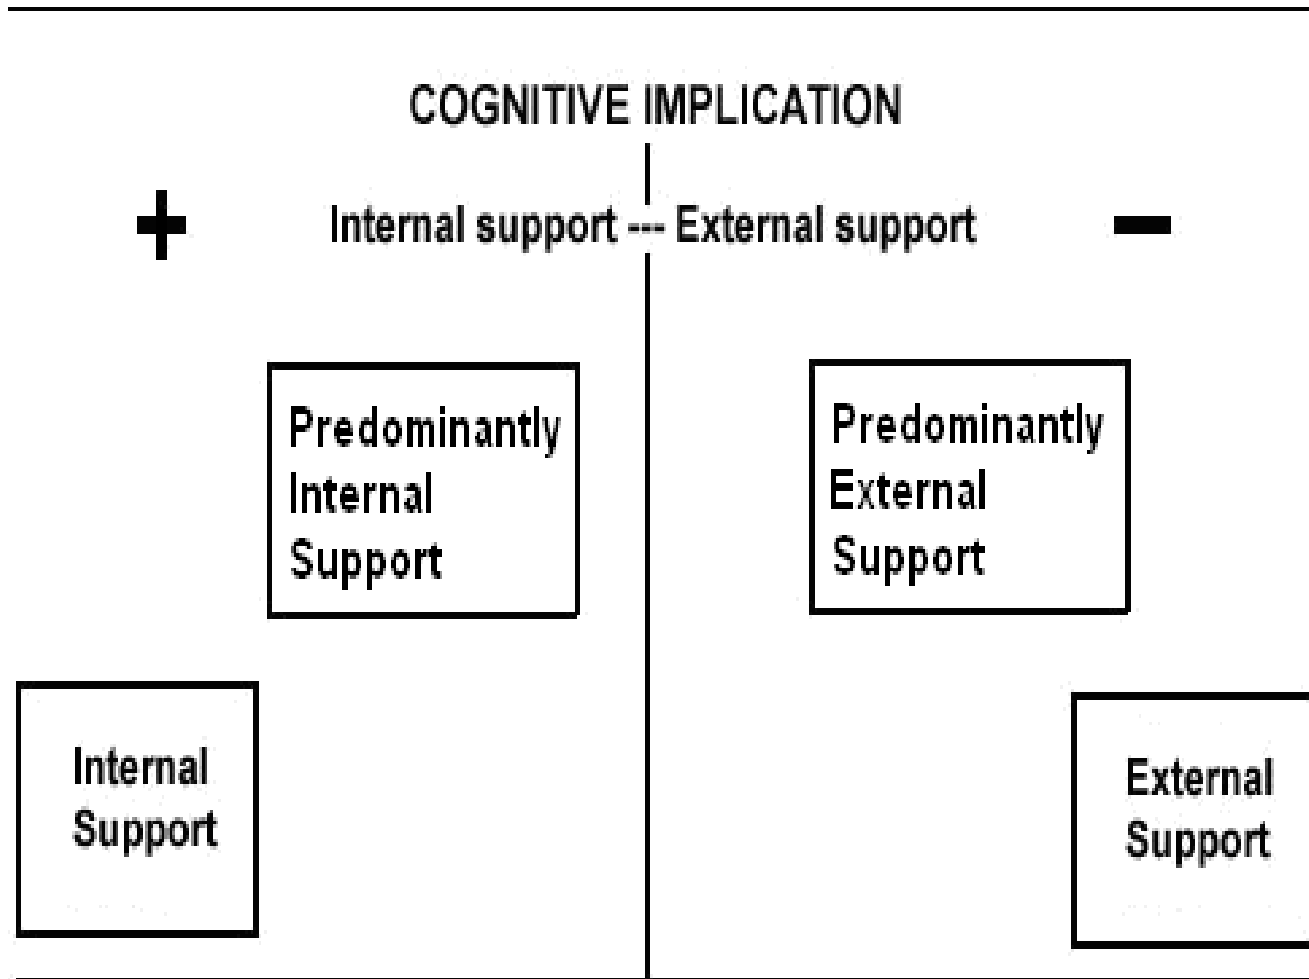 COGNITIVE IMPLICATION
+ Internal support --- External support −
Predominantly
Internal
Support
Predominantly
External
Support
Internal
Support
External
Support